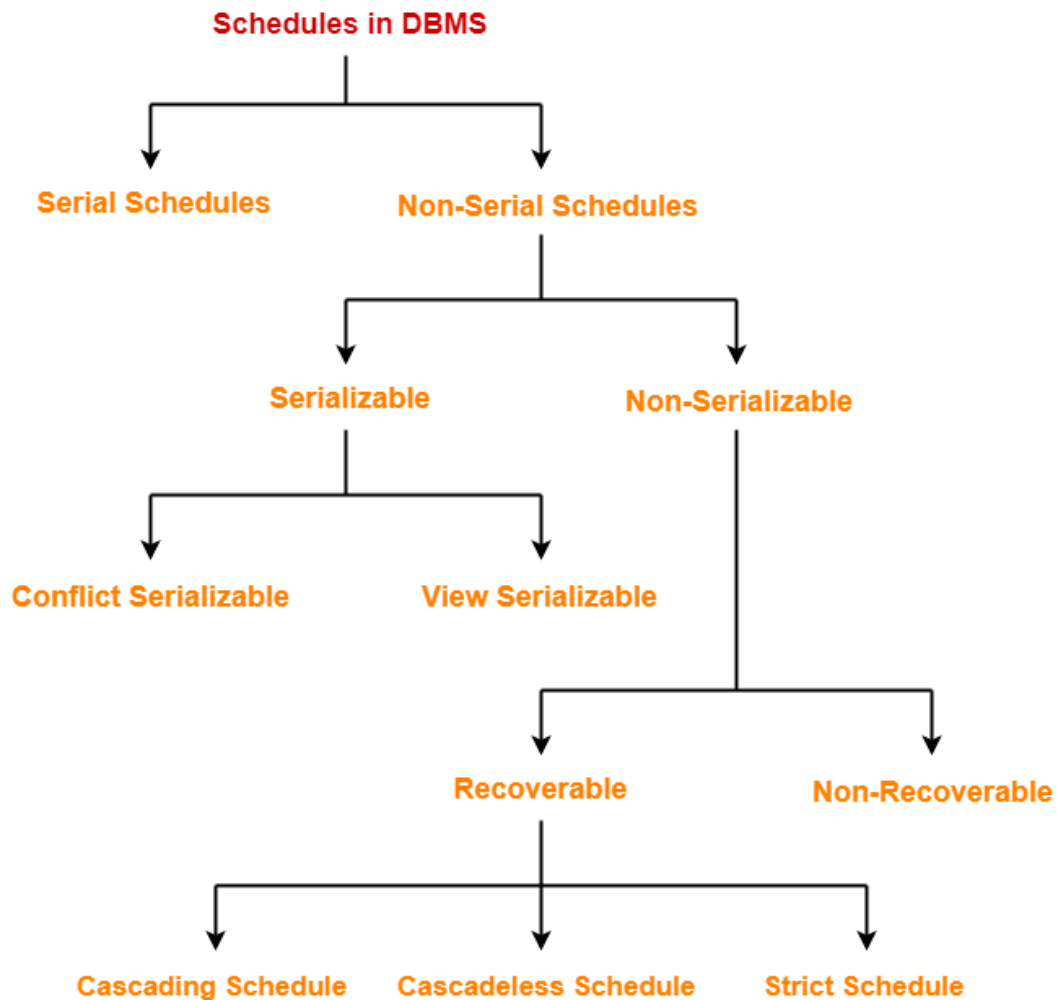 Schedules in DBMS
Serial Schedules
Non-Serial Schedules
Serializable
Non-Serializable
Conflict Serializable
View Serializable
Recoverable
Non-Recoverable
Cascading Schedule
Cascadeless Schedule
Strict Schedule